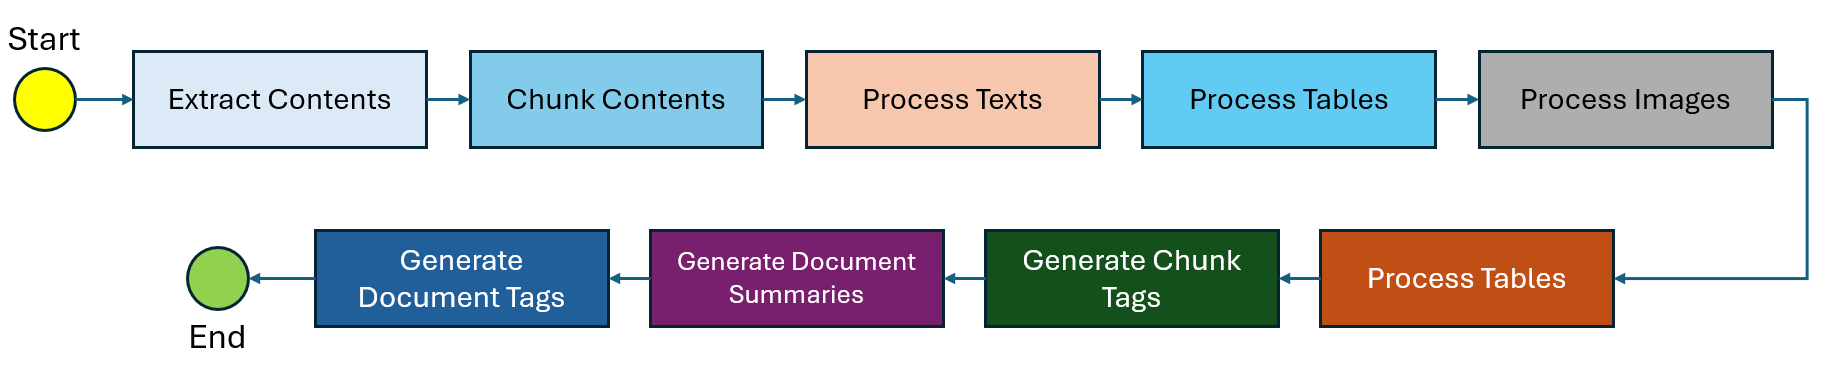 Start
Extract Contents
Chunk Contents
Process Texts
Process Tables
Process Images
Process Tables
Generate Chunk
Tags
Generate Document
Summaries
Generate
Document Tags
End